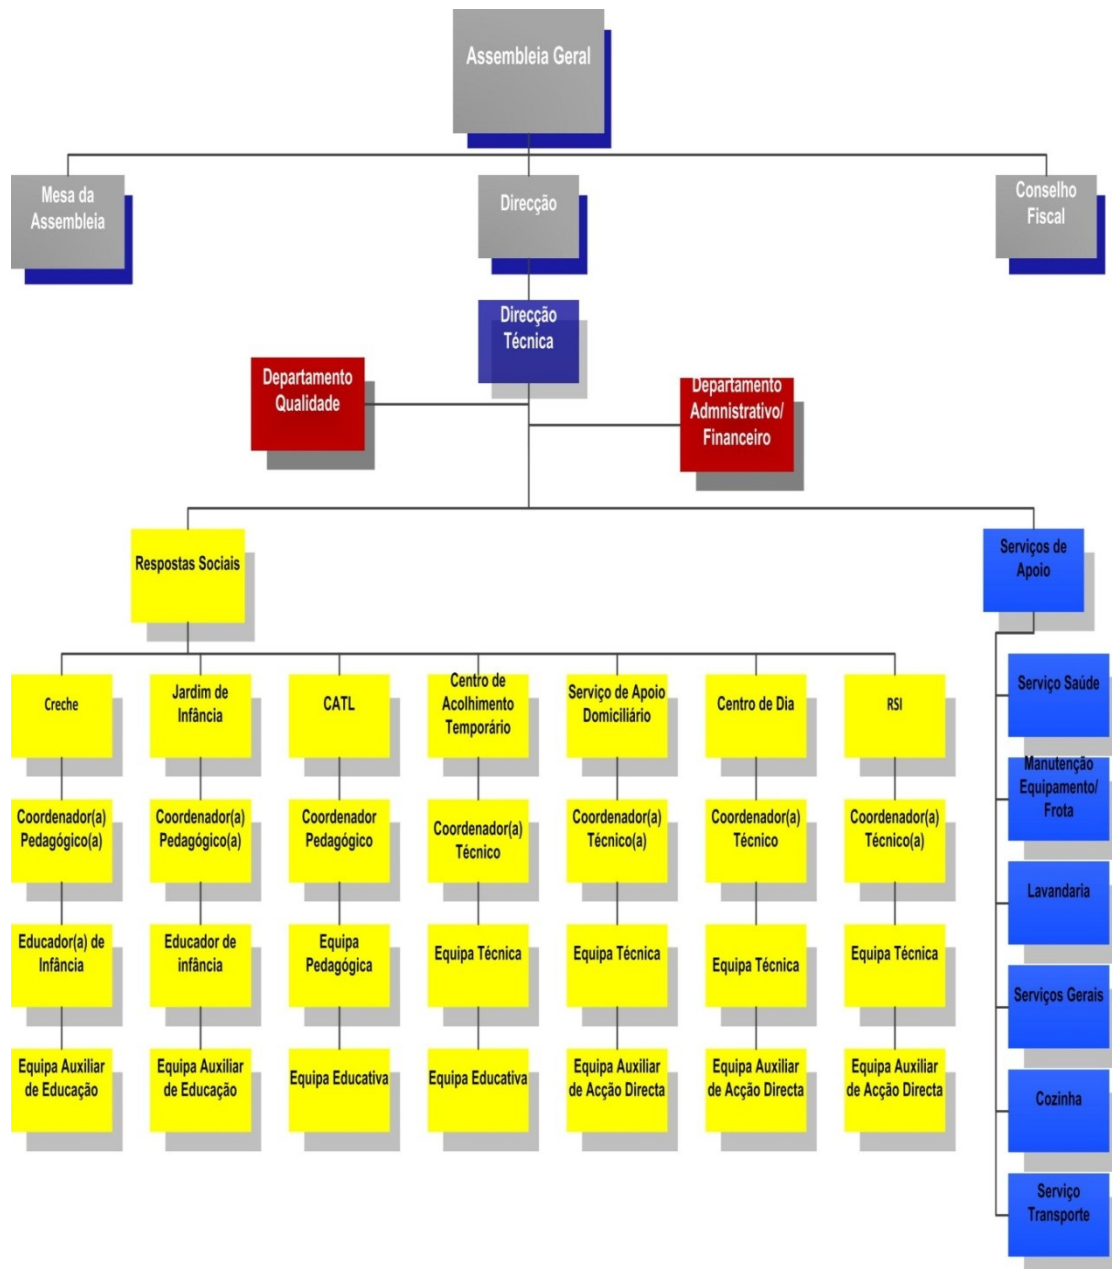 Assembleia Geral
Mesa da
Assembleia
Direcção
Conselho
Fiscal
Direcção
Técnica
Departamento
Qualidade
Departamento
Admnistrativo/
Financeiro
Respostas Sociais
Serviços de
Apoio
Creche
Jardim de
Infância
CATL
Centro de
Acolhimento
Temporário
Serviço de Apoio
Domiciliário
Centro de Dia
RSI
Coordenador(a)
Pedagógico(a)
Coordenador(a)
Pedagógico(a)
Coordenador
Pedagógico
Coordenador(a)
Técnico
Coordenador(a)
Técnico(a)
Coordenador(a)
Técnico
Coordenador(a)
Técnico(a)
Educador(a) de
Infância
Educador de
infância
Equipa
Pedagógica
Equipa Técnica
Equipa Técnica
Equipa Técnica
Equipa Técnica
Equipa Auxiliar
de Educação
Equipa Auxiliar
de Educação
Equipa Educativa
Equipa Educativa
Equipa Auxiliar
de Acção Directa
Equipa Auxiliar
de Acção Directa
Equipa Auxiliar
de Acção Directa
Serviço Saúde
Manutenção
Equipamento/
Frota
Lavandaria
Serviços Gerais
Cozinha
Serviço
Transporte